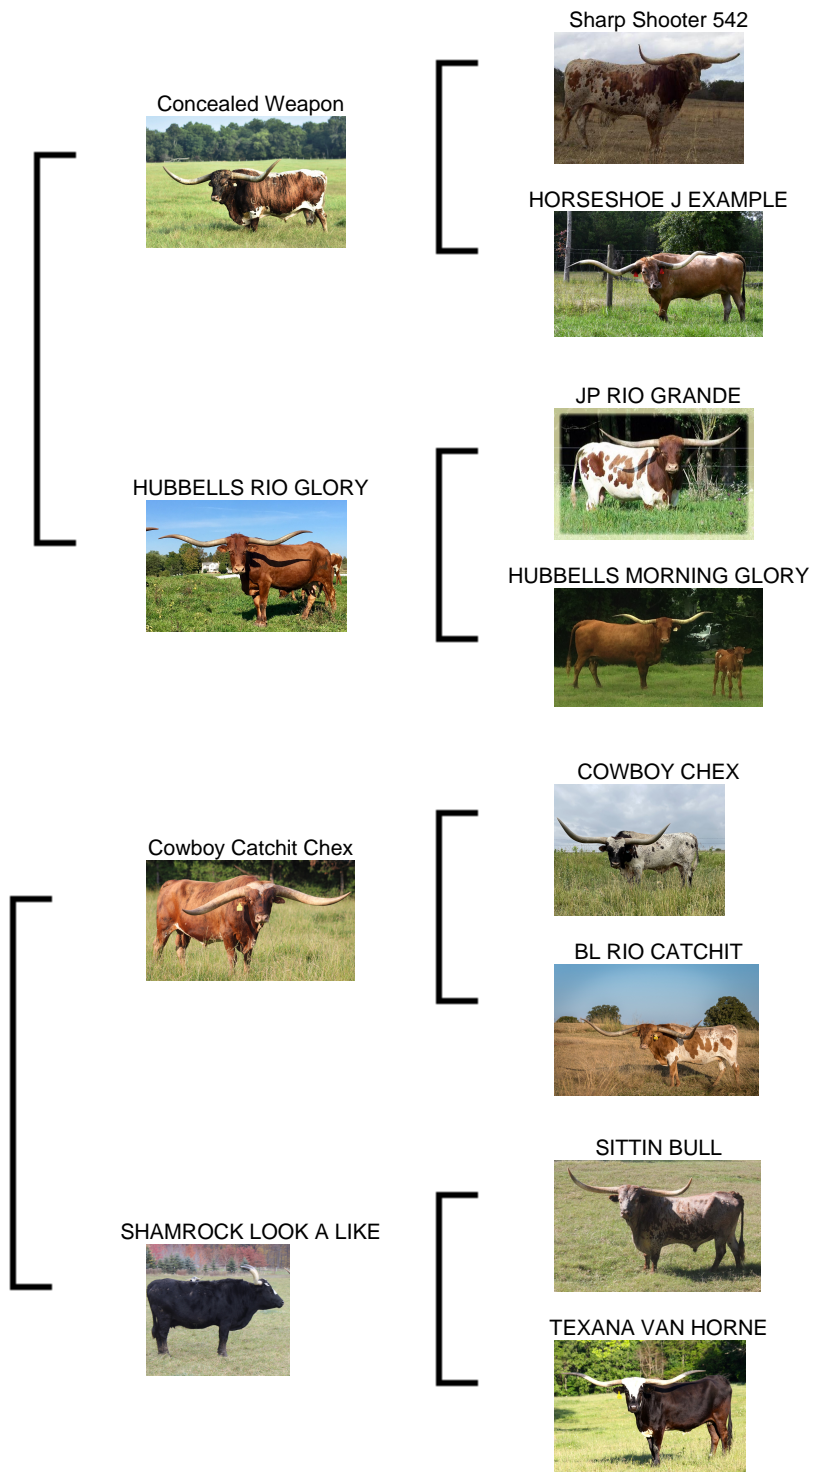 Sharp Shooter 542
Concealed Weapon
HORSESHOE J EXAMPLE
JP RIO GRANDE
HUBBELLS RIO GLORY
HUBBELLS MORNING GLORY
COWBOY CHEX
Cowboy Catchit Chex
BL RIO CATCHIT
SITTIN BULL
SHAMROCK LOOK A LIKE
TEXANA VAN HORNE